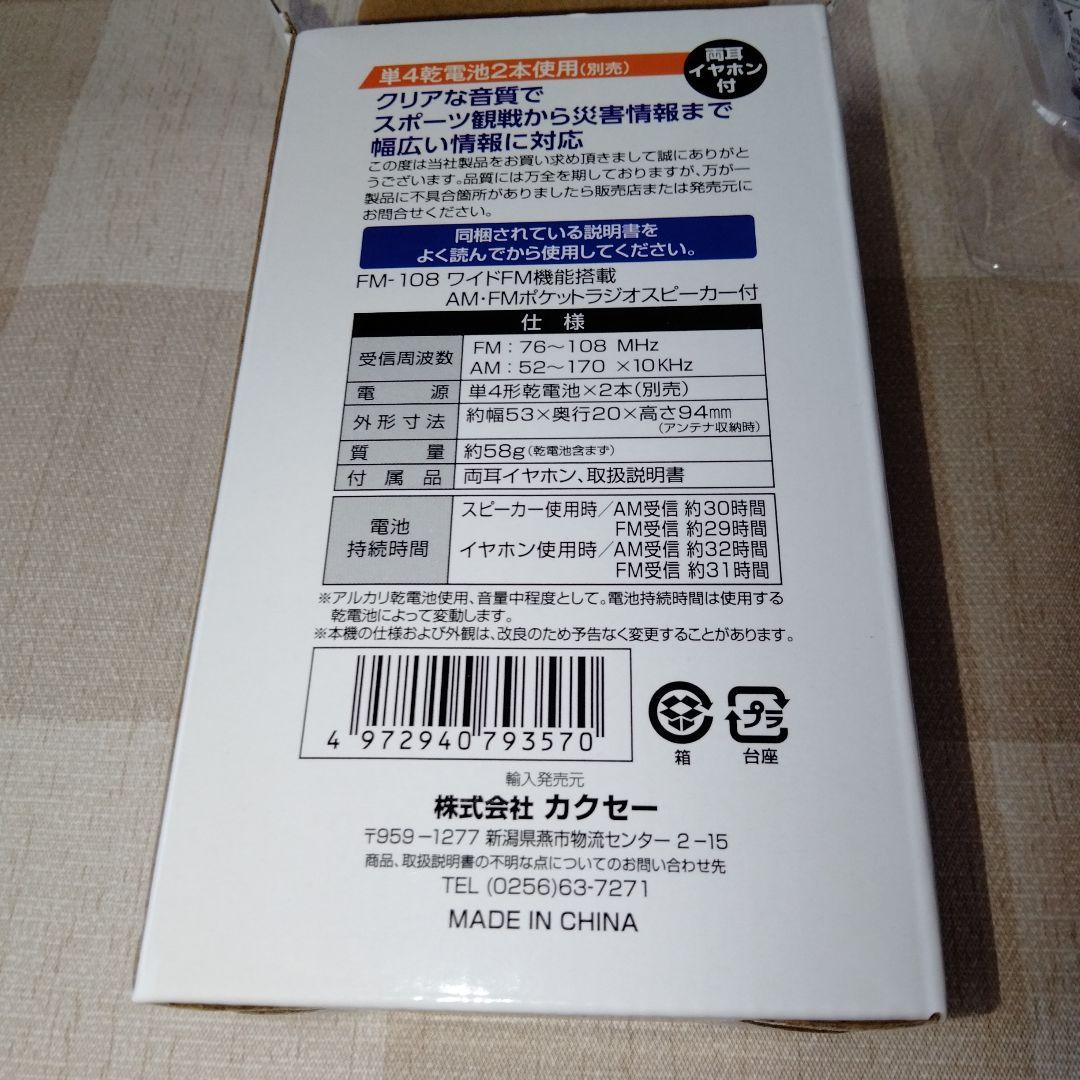 単4乾電池2本使用(別売)
両耳
イヤホン
付
クリアな音質で
スポーツ観戦から災害情報まで
幅広い情報に対応
この度は当社製品をお買い求め頂きまして誠にありがと
うございます。品質には万全を期しておりますが、万が一
製品に不具合箇所がありましたら販売店または発売元に
お問合せください。
同梱されている説明書を
よく読んでから使用してください。
FM-108 ワイドFM機能搭載
AM・FMポケットラジオスピーカー付
仕様
受信周波数 FM：76～108 MHz
AM：52～170 ×10KHz
電源 単4形乾電池×2本(別売)
外形寸法 約幅53×奥行20×高さ94mm
(アンテナ収納時)
質量 約58g(乾電池含まず)
付属品 両耳イヤホン、取扱説明書
電池
持続時間
スピーカー使用時/AM受信 約30時間
FM受信 約29時間
イヤホン使用時/AM受信 約32時間
FM受信 約31時間
※アルカリ乾電池使用、音量中程度として。電池持続時間は使用する
乾電池によって変動します。
※本機の仕様および外観は、改良のため予告なく変更することがあります。
4 972940 793570
箱
プラ
台座
輸入発売元
株式会社 カクセー
〒959-1277 新潟県燕市物流センター 2-15
商品、取扱説明書の不明な点についてのお問い合わせ先
TEL (0256)63-7271
MADE IN CHINA